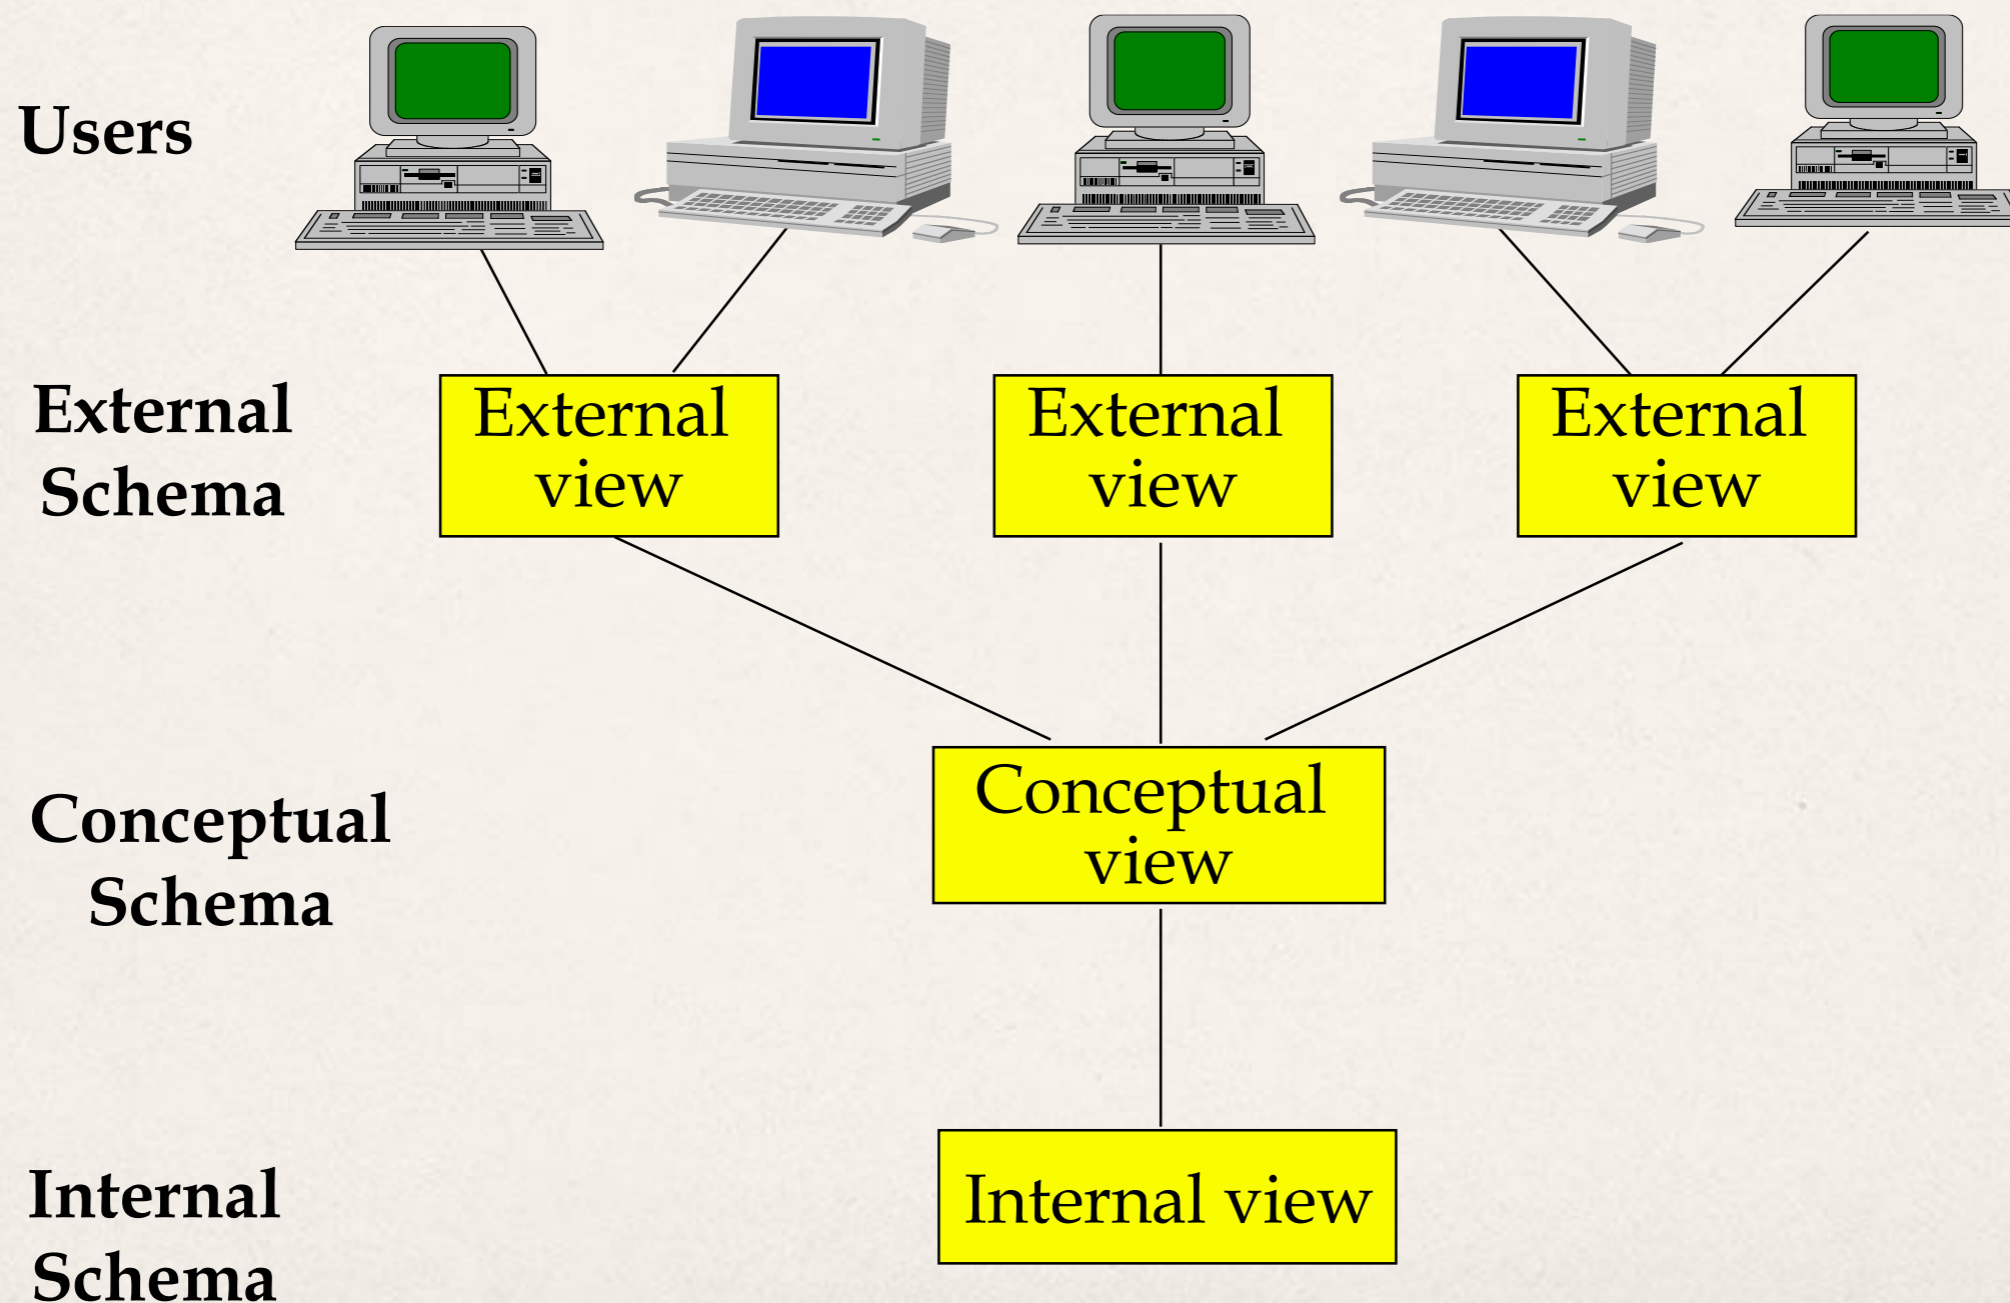 Users
External
Schema
External
view
External
view
External
view
Conceptual
Schema
Conceptual
view
Internal
Schema
Internal view